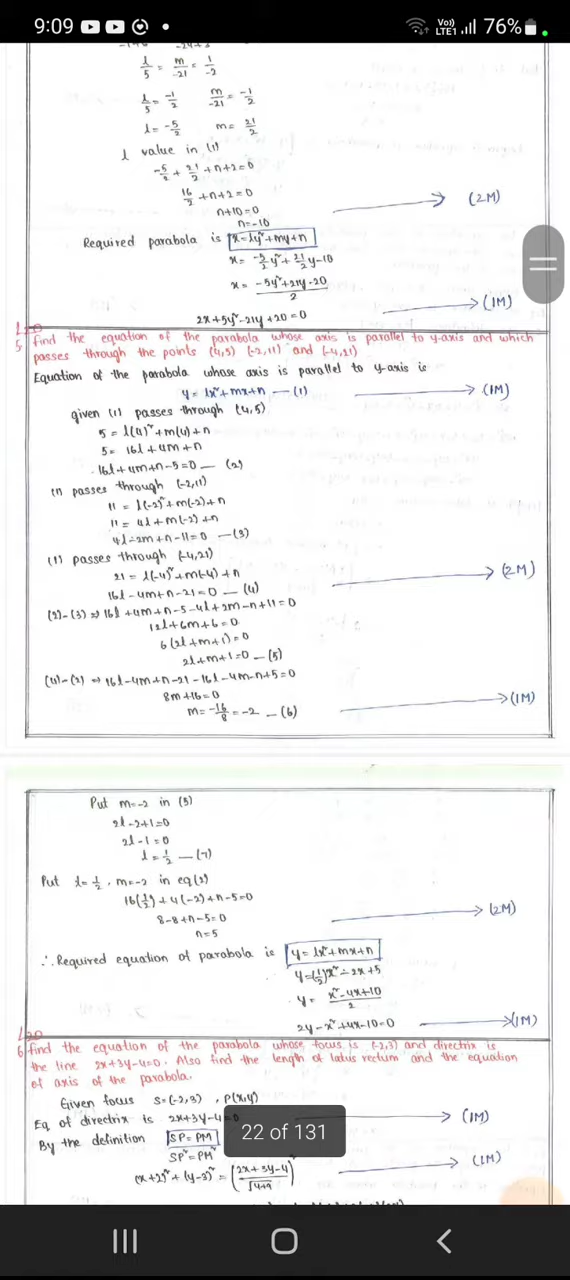 9:09
Vo))
LTE1
76%
l/5 = m/-21 = 1/-2
l/5 = -1/2   m/-21 = -1/2
l = -5/2   m = 21/2
l value in (1)
-5/2 + 21/2 + n+2=0
16/2 + n+2=0
n+10=0 (2M)
n=-10
Required parabola is x=ly²+my+n
x= -5/2 y² + 21/2 y-10
x= -5y²+21y-20/2
2x+5y²-21y+20=0 (1M)
L20
5 find the equation of the parabola whose axis is parallel to y-axis and which
passes through the points (4,5) (-2,11) and (-4,21)
Equation of the parabola whose axis is parallel to y-axis is
y= lx²+mx+n —(1) (1M)
given (1) passes through (4,5)
5 = l(4)²+m(4)+n
5= 16l+4m+n
16l+4m+n-5=0 — (2)
(1) passes through (-2,11)
11 = l(-2)²+m(-2)+n
11 = 4l+m(-2)+n
4l-2m+n-11=0 —(3)
(1) passes through (-4,21)
21 = l(-4)²+m(-4)+n (2M)
16l-4m+n-21=0 — (4)
(2)-(3) ⇒ 16l+4m+n-5-4l+2m-n+11=0
12l+6m+6=0
6(2l+m+1)=0
2l+m+1=0 —(5)
(4)-(2) ⇒ 16l-4m+n-21-16l-4m-n+5=0
8m+16=0 (1M)
m= -16/8 = -2 —(6)
Put m=-2 in (5)
2l-2+1=0
2l-1=0
l= 1/2 —(7)
Put l= 1/2, m=-2 in eq(2)
16(1/2)+4(-2)+n-5=0
8-8+n-5=0 (2M)
n=5
∴ Required equation of parabola is y=lx²+mx+n
y=(1/2)x²-2x+5
y= x²-4x+10/2
2y-x²+4x-10=0 (1M)
L20
6 find the equation of the parabola whose focus is (-2,3) and directrix is
the line 2x+3y-4=0. Also find the length of latus rectum and the equation
of axis of the parabola.
Given focus S=(-2,3), P(x,y)
Eq of directrix is 2x+3y-4=0 (1M)
By the definition SP=PM
22 of 131
SP²=PM²
(x+2)²+(y-3)² = (2x+3y-4/√4+9)² (1M)